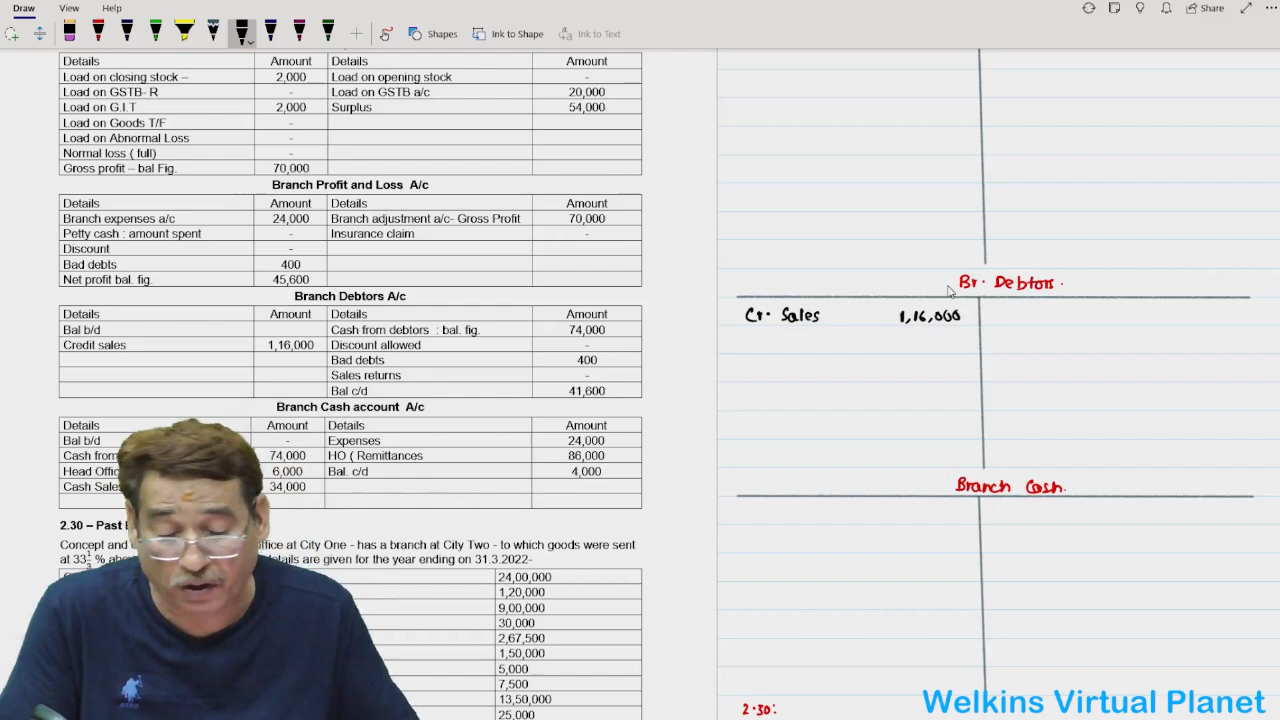 Draw View Help
Share
Shapes Ink to Shape Ink to Text
Details Amount Details Amount
Load on closing stock – 2,000 Load on opening stock -
Load on GSTB- R - Load on GSTB a/c 20,000
Load on G.I.T 2,000 Surplus 54,000
Load on Goods T/F -
Load on Abnormal Loss -
Normal loss ( full) -
Gross profit – bal Fig. 70,000
Branch Profit and Loss A/c
Details Amount Details Amount
Branch expenses a/c 24,000 Branch adjustment a/c- Gross Profit 70,000
Petty cash : amount spent - Insurance claim -
Discount -
Bad debts 400
Net profit bal. fig. 45,600
Branch Debtors A/c
Details Amount Details Amount
Bal b/d Cash from debtors : bal. fig. 74,000
Credit sales 1,16,000 Discount allowed -
Bad debts 400
Sales returns -
Bal c/d 41,600
Branch Cash account A/c
Details Amount Details Amount
Bal b/d - Expenses 24,000
Cash from 74,000 HO ( Remittances 86,000
Head Offic 6,000 Bal. c/d 4,000
Cash Sales 34,000
2.30 – Past
Concept and office at City One - has a branch at City Two - to which goods were sent
at 33 1/3 % abov details are given for the year ending on 31.3.2022-
24,00,000
1,20,000
9,00,000
30,000
2,67,500
1,50,000
5,000
7,500
13,50,000
25,000
Br. Debtors.
Cr. Sales 1,16,000
Branch Cash.
2.30:
Welkins Virtual Planet